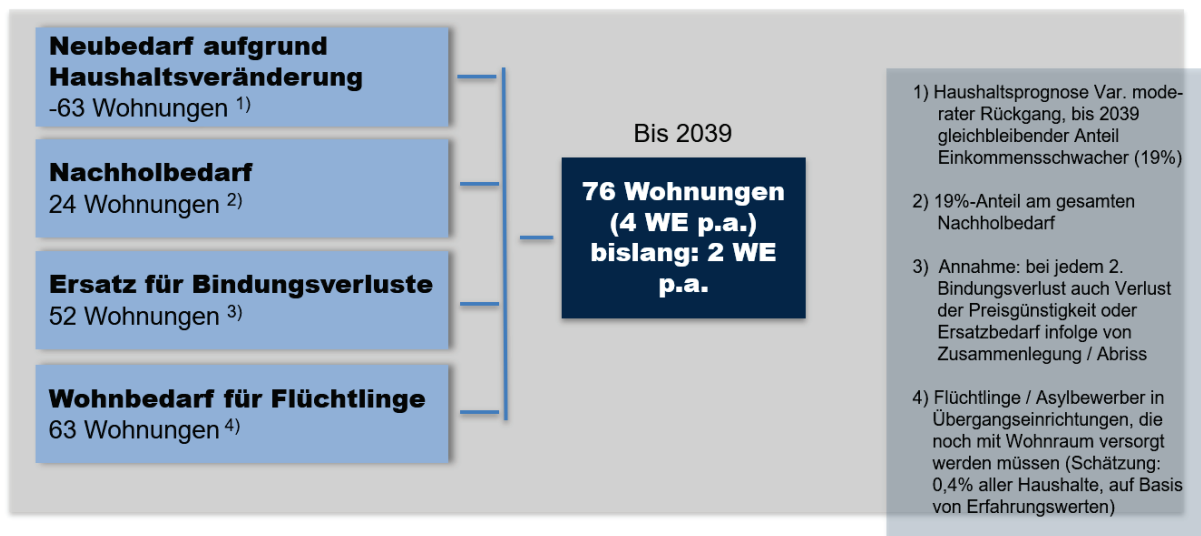 Neubedarf aufgrund
Haushaltsveränderung
-63 Wohnungen 1)
Nachholbedarf
24 Wohnungen 2)
Ersatz für Bindungsverluste
52 Wohnungen 3)
Wohnbedarf für Flüchtlinge
63 Wohnungen 4)
Bis 2039
76 Wohnungen
(4 WE p.a.)
bislang: 2 WE
p.a.
1) Haushaltsprognose Var. mode-
rater Rückgang, bis 2039
gleichbleibender Anteil
Einkommensschwacher (19%)
2) 19%-Anteil am gesamten
Nachholbedarf
3) Annahme: bei jedem 2.
Bindungsverlust auch Verlust
der Preisgünstigkeit oder
Ersatzbedarf infolge von
Zusammenlegung / Abriss
4) Flüchtlinge / Asylbewerber in
Übergangseinrichtungen, die
noch mit Wohnraum versorgt
werden müssen (Schätzung:
0,4% aller Haushalte, auf Basis
von Erfahrungswerten)